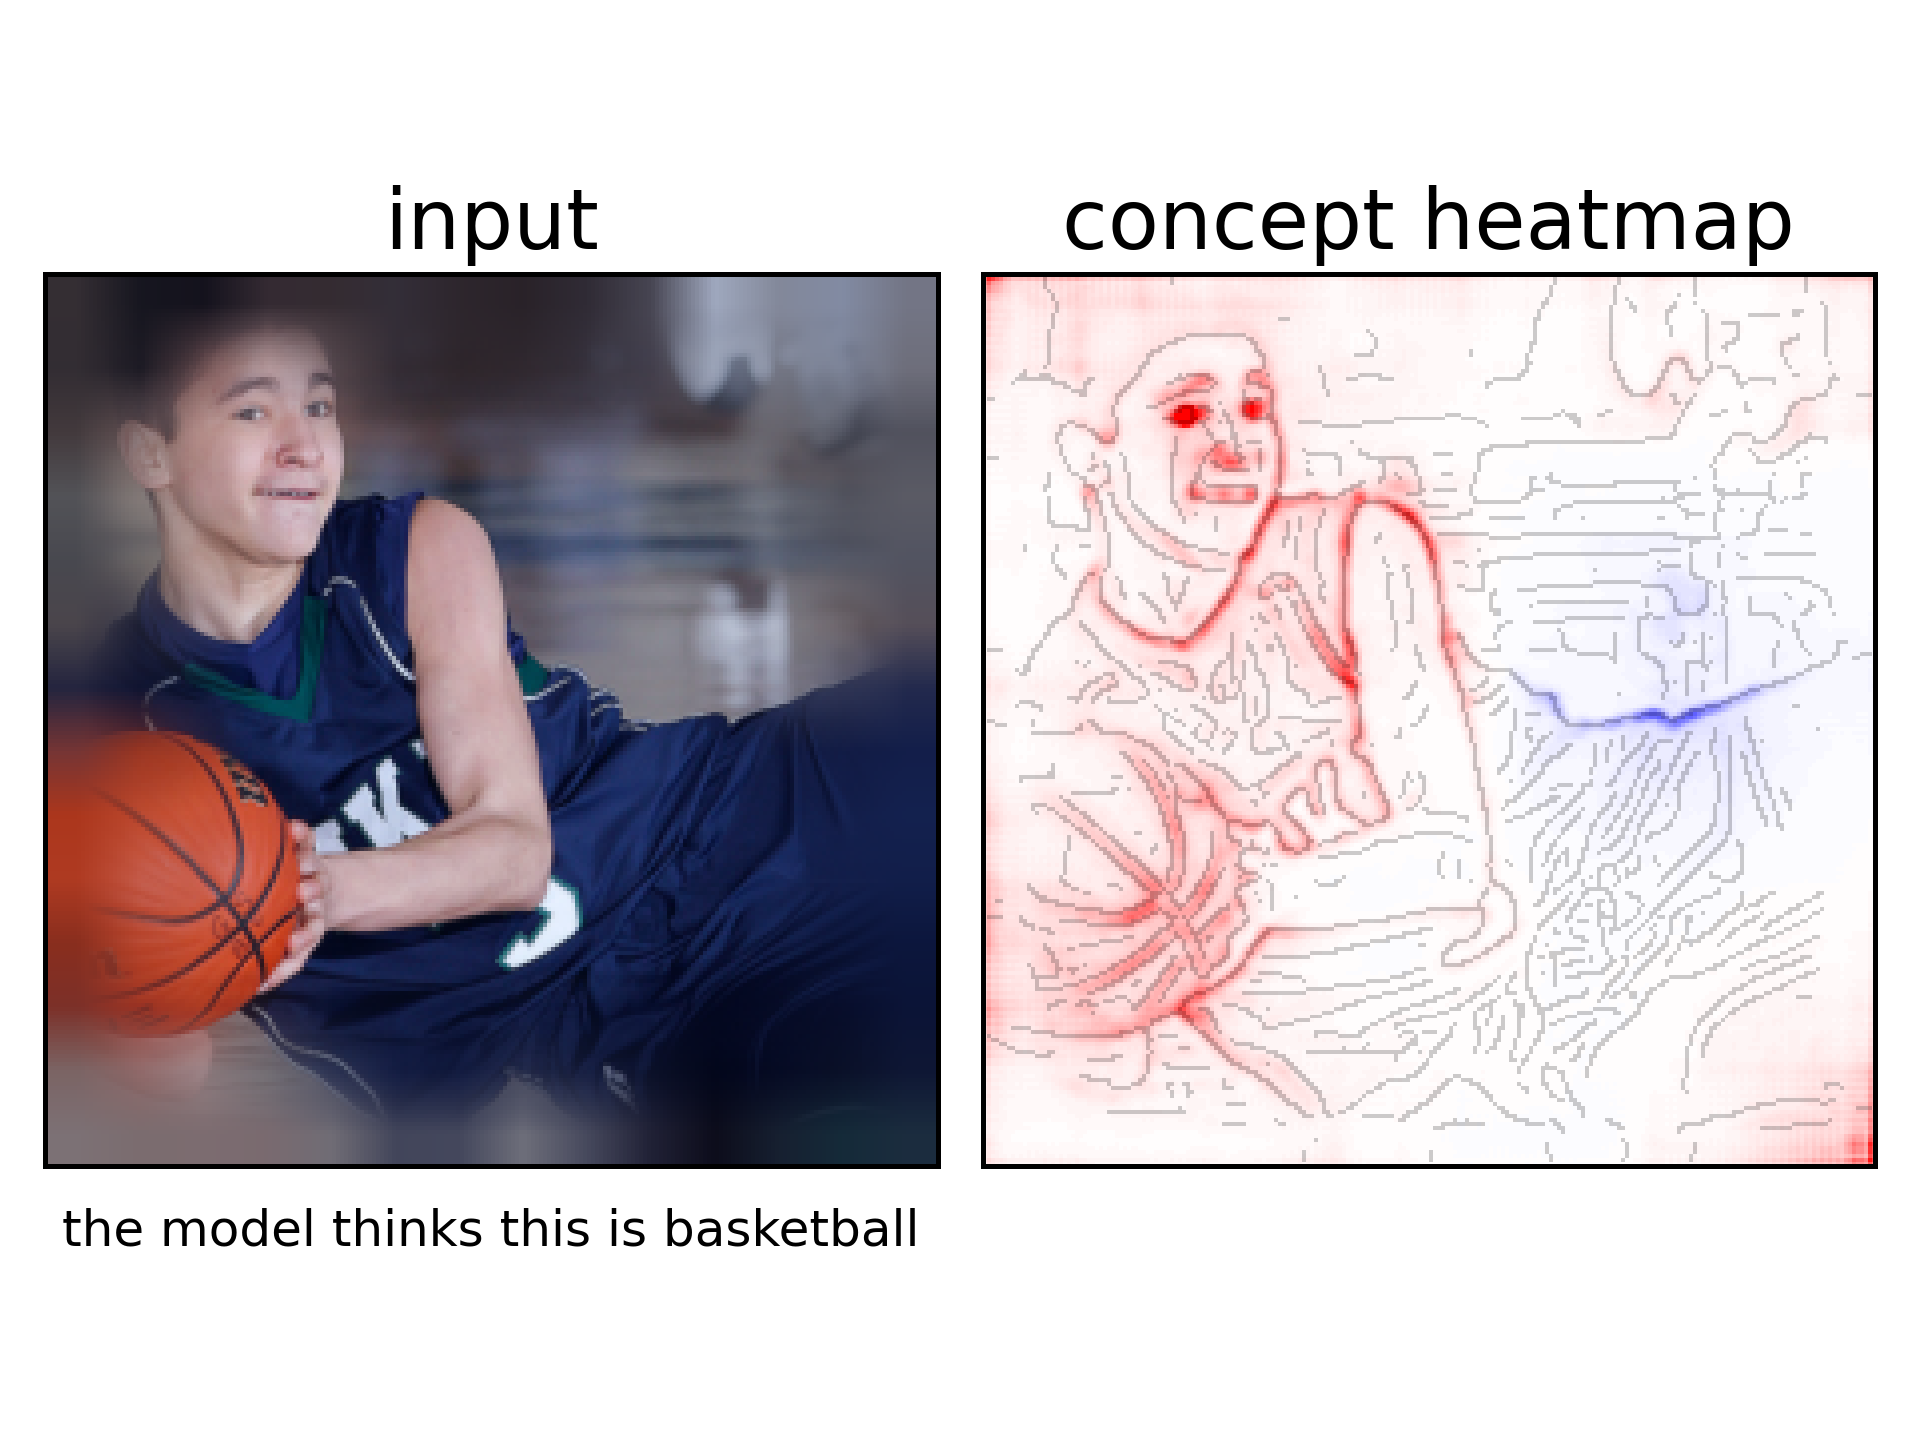 input
concept heatmap
the model thinks this is basketball